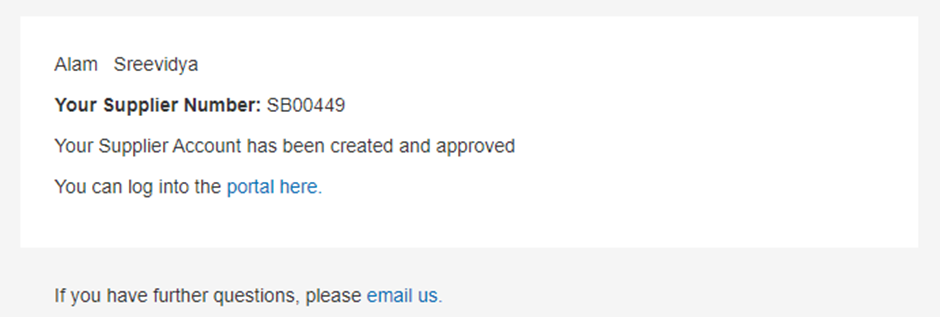 Alam Sreevidya
Your Supplier Number: SB00449
Your Supplier Account has been created and approved
You can log into the portal here.
If you have further questions, please email us.